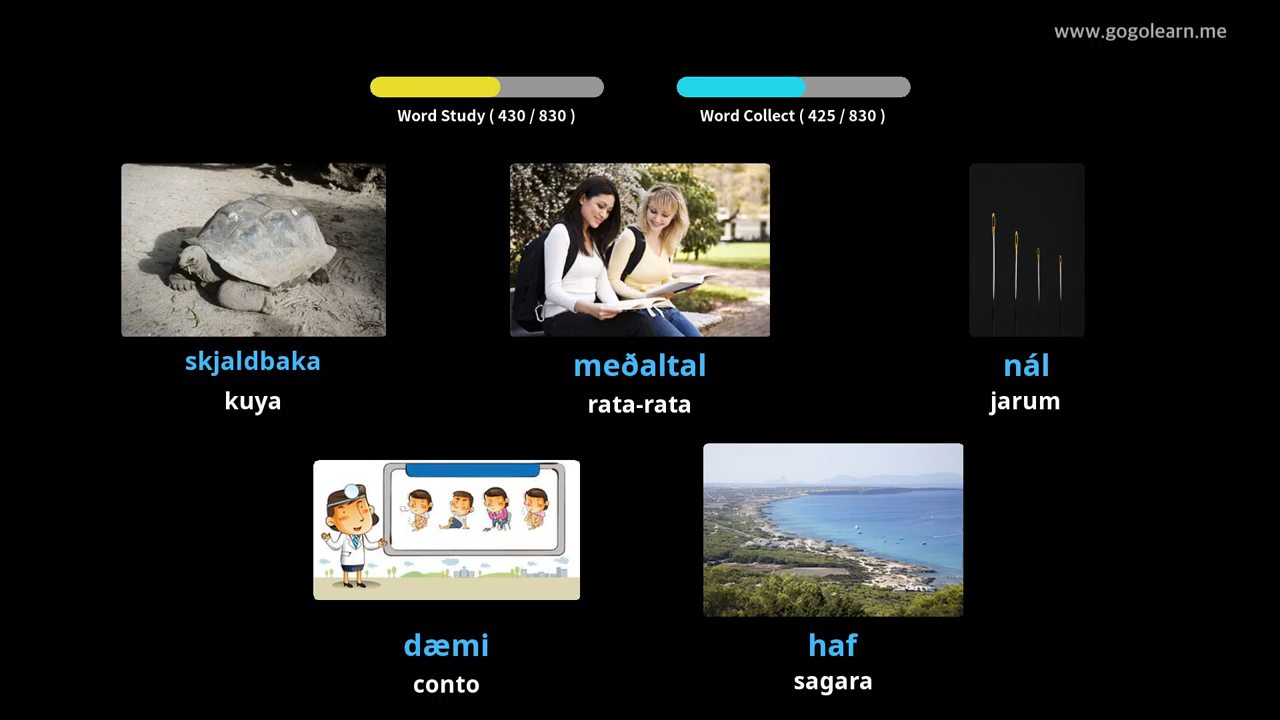 www.gogolearn.me
Word Study ( 430 / 830 )
Word Collect ( 425 / 830 )
skjaldbaka
kuya
meðaltal
rata-rata
nál
jarum
dæmi
conto
haf
sagara